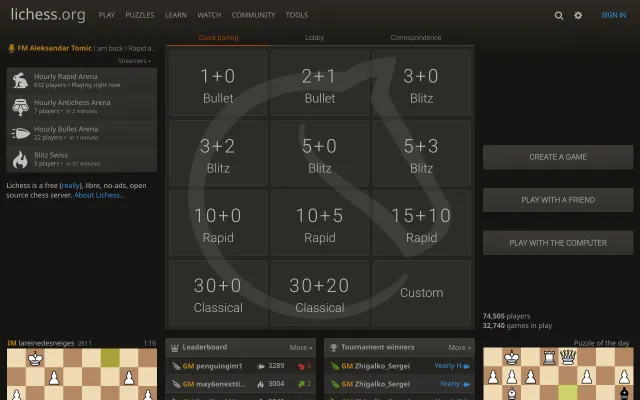 lichess.org PLAY PUZZLES LEARN WATCH COMMUNITY TOOLS SIGN IN
FM Aleksandar Tomic I am back ! Rapid a...
Streamers »
Hourly Rapid Arena
632 players • Playing right now
Hourly Antichess Arena
7 players • in 2 minutes
Hourly Bullet Arena
22 players • in 1 minute
Blitz Swiss
5 players • in 31 minutes
Lichess is a free (really), libre, no-ads, open
source chess server. About Lichess...
Quick pairing Lobby Correspondence
1+0 2+1 3+0
Bullet Bullet Blitz
3+2 5+0 5+3
Blitz Blitz Blitz
10+0 10+5 15+10
Rapid Rapid Rapid
30+0 30+20 Custom
Classical Classical
CREATE A GAME
PLAY WITH A FRIEND
PLAY WITH THE COMPUTER
74,505 players
32,740 games in play
IM lareinedesneiges 2611 1:16
Leaderboard More »
GM penguingim1 3289 5
GM may6enextti... 3004 2
Tournament winners More »
GM Zhigalko_Sergei Yearly H
GM Zhigalko_Sergei Yearly
Puzzle of the day